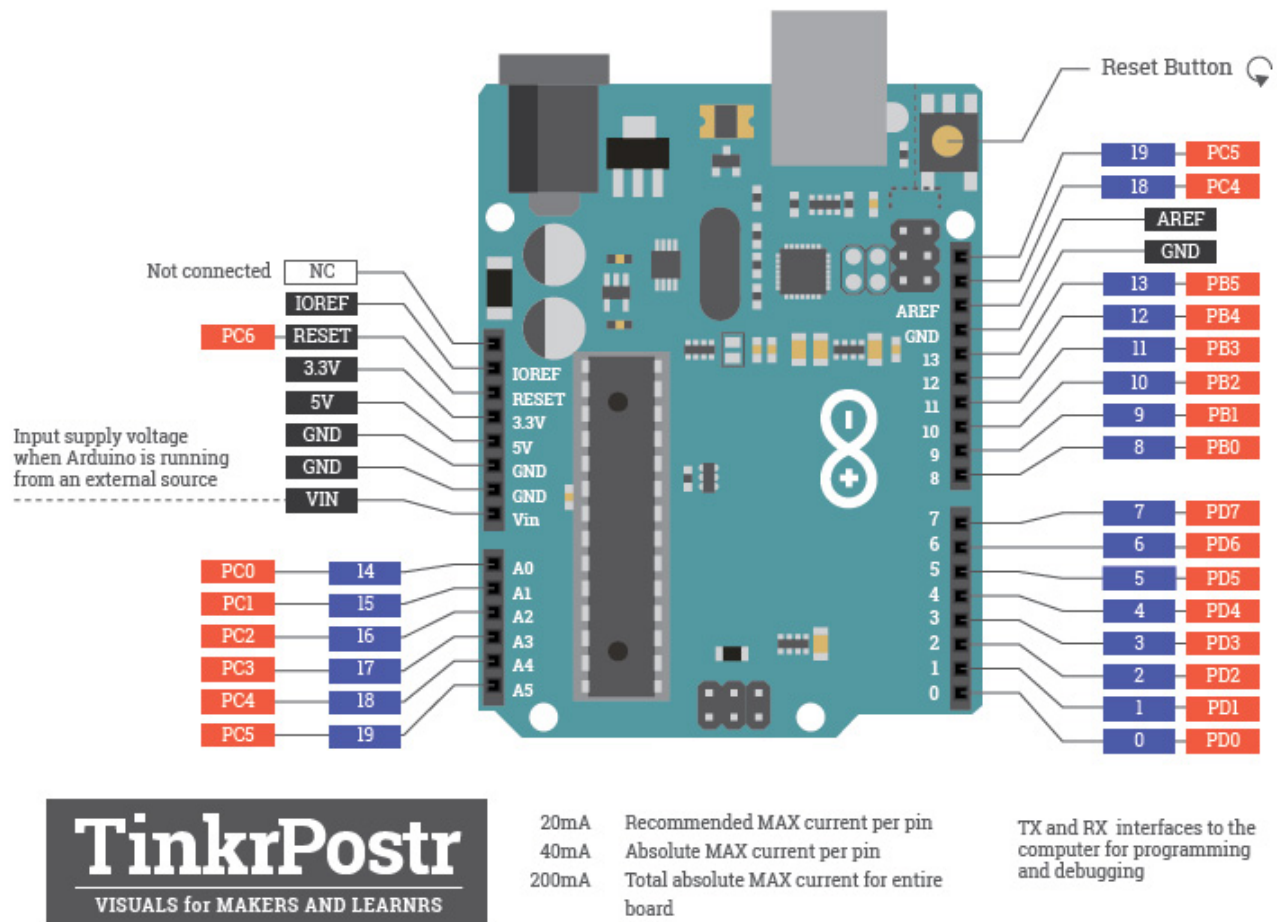 Reset Button
19 PC5
18 PC4
AREF
GND
13 PB5
12 PB4
11 PB3
10 PB2
9 PB1
8 PB0
7 PD7
6 PD6
5 PD5
4 PD4
3 PD3
2 PD2
1 PD1
0 PD0
Not connected NC
IOREF
PC6 RESET
3.3V
5V
GND
GND
VIN
Input supply voltage
when Arduino is running
from an external source
PC0 14
PC1 15
PC2 16
PC3 17
PC4 18
PC5 19
IOREF
RESET
3.3V
5V
GND
GND
Vin
A0
A1
A2
A3
A4
A5
AREF
GND
13
12
11
10
9
8
7
6
5
4
3
2
1
0
TinkrPostr
VISUALS for MAKERS AND LEARNRS
20mA Recommended MAX current per pin
40mA Absolute MAX current per pin
200mA Total absolute MAX current for entire
board
TX and RX interfaces to the
computer for programming
and debugging